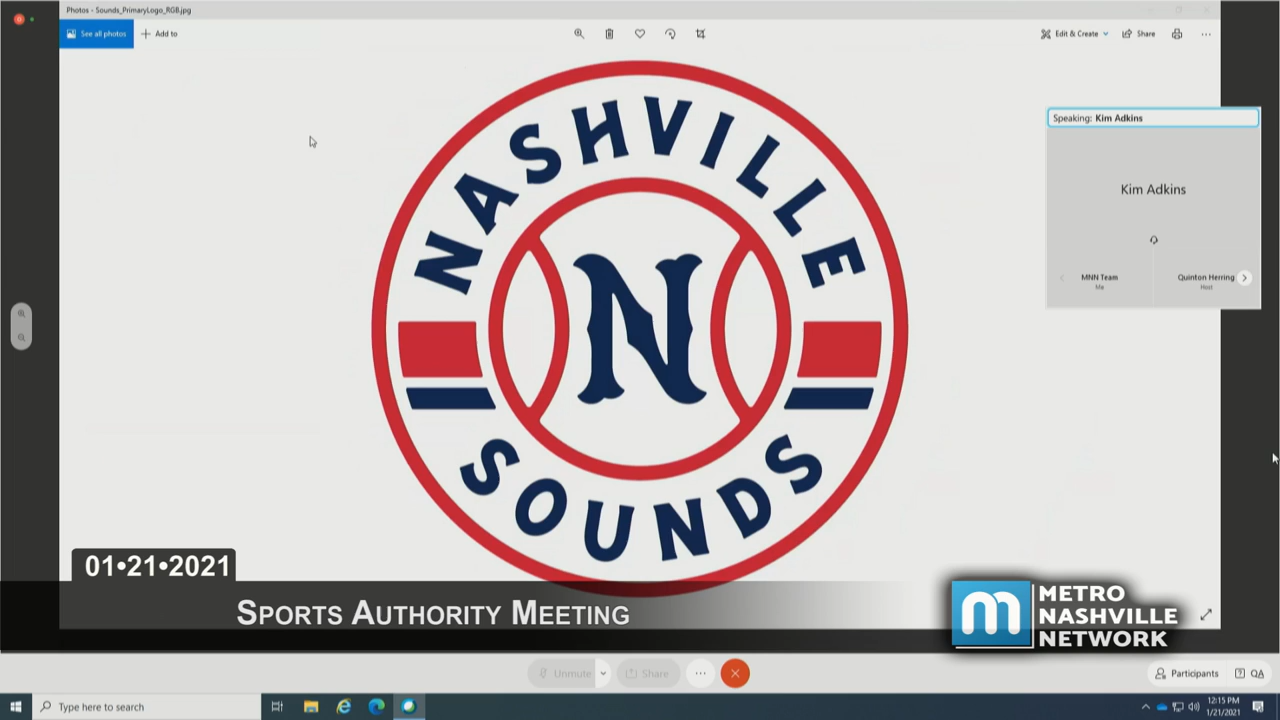 Photos - Sounds_PrimaryLogo_RGB.jpg
See all photos
Add to
Edit & Create
Share
Speaking: Kim Adkins
Kim Adkins
MNN Team
Me
Quinton Herring
Host
NASHVILLE
N
SOUNDS
01•21•2021
SPORTS AUTHORITY MEETING
m
METRO
NASHVILLE
NETWORK
Unmute
Share
Participants
QA
Type here to search
12:15 PM
1/21/2021